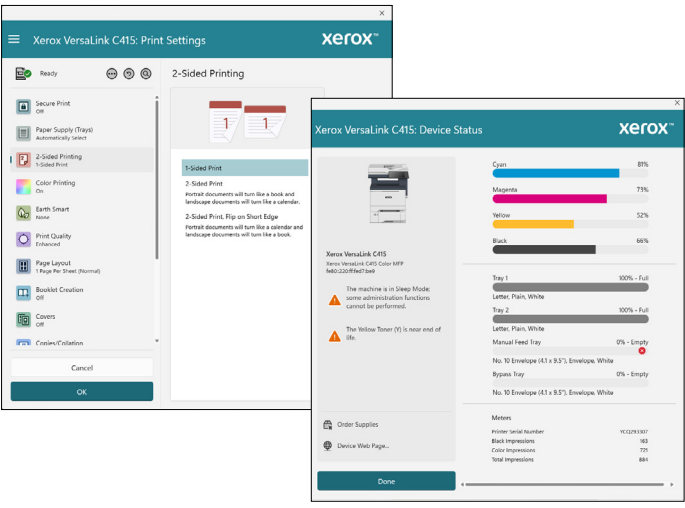 Xerox VersaLink C415: Print Settings
xerox™
Ready
2-Sided Printing
Secure Print
Off
Paper Supply (Trays)
Automatically Select
2-Sided Printing
1-Sided Print
Color Printing
On
Earth Smart
None
Print Quality
Enhanced
Page Layout
1 Page Per Sheet (Normal)
Booklet Creation
Off
Covers
Off
Copies/Collation
Cancel
OK
1
1
1-Sided Print
2-Sided Print
Portrait documents will turn like a book and
landscape documents will turn like a calendar.
2-Sided Print, Flip on Short Edge
Portrait documents will turn like a calendar and
landscape documents will turn like a book.
Xerox VersaLink C415: Device Status
xerox™
Xerox VersaLink C415
Xerox VersaLink C415 Color MFP
The machine is in Sleep Mode;
some administration functions
cannot be performed.
The Yellow Toner (Y) is near end of
life.
Order Supplies
Device Web Page...
Done
Cyan 81%
Magenta 73%
Yellow 52%
Black 66%
Tray 1 100% - Full
Letter, Plain, White
Tray 2 100% - Full
Letter, Plain, White
Manual Feed Tray 0% - Empty
No. 10 Envelope (4.1 x 9.5"), Envelope, White
Bypass Tray 0% - Empty
No. 10 Envelope (4.1 x 9.5"), Envelope, White
Meters
Printer Serial Number YCQ293307
Black Impressions 163
Color Impressions 721
Total Impressions 884